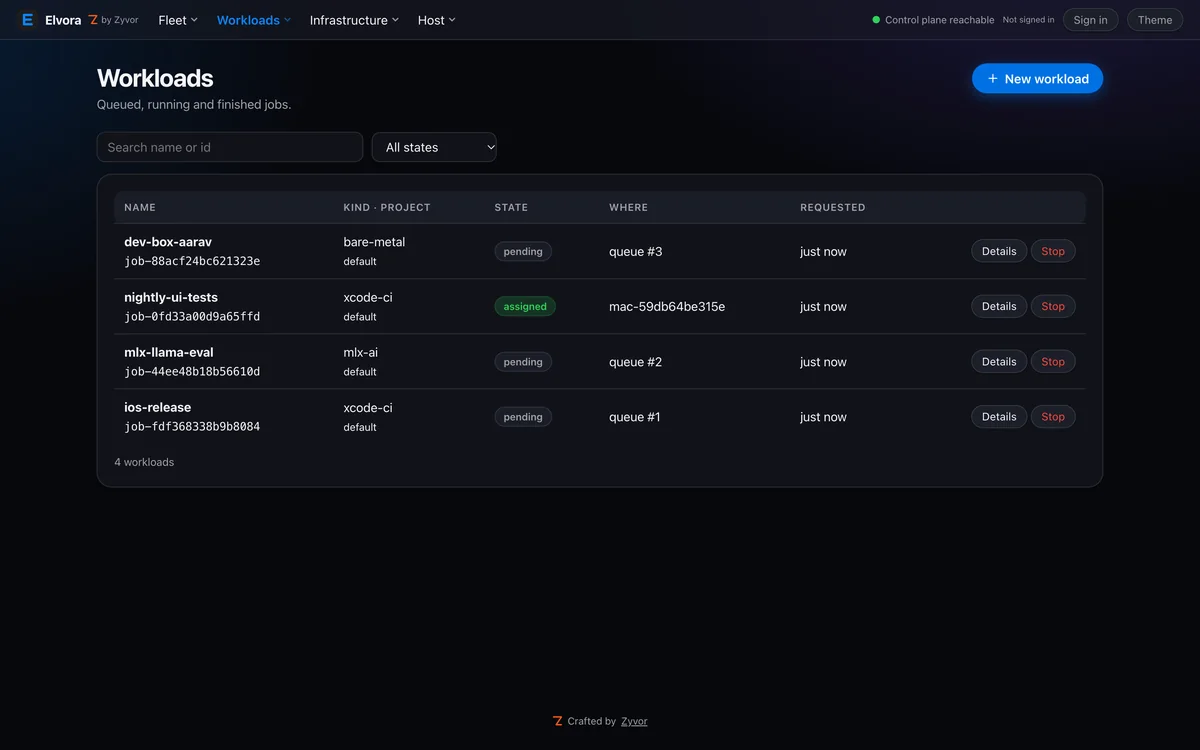 E Elvora Z by Zyvor Fleet Workloads Infrastructure Host Control plane reachable Not signed in Sign in Theme
Workloads
+ New workload
Queued, running and finished jobs.
Search name or id All states
NAME KIND · PROJECT STATE WHERE REQUESTED
dev-box-aarav bare-metal pending queue #3 just now Details Stop
job-88acf24bc621323e default
nightly-ui-tests xcode-ci assigned mac-59db64be315e just now Details Stop
job-0fd33a00d9a65ffd default
mlx-llama-eval mlx-ai pending queue #2 just now Details Stop
job-44ee48b18b56610d default
ios-release xcode-ci pending queue #1 just now Details Stop
job-fdf368338b9b8084 default
4 workloads
Z Crafted by Zyvor